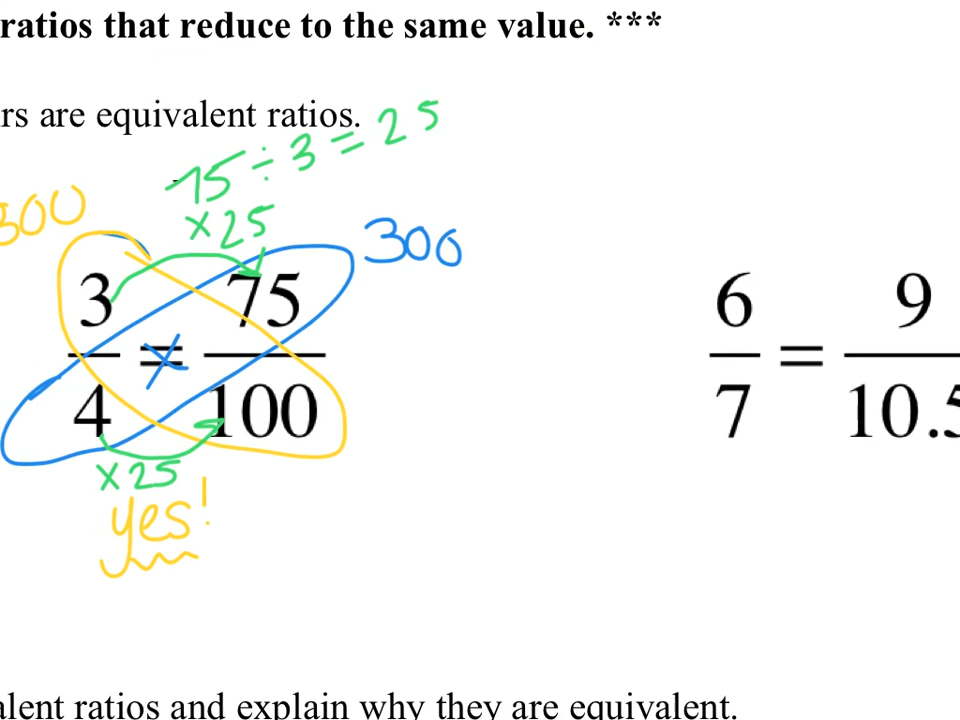 ratios that reduce to the same value. ***
rs are equivalent ratios.
75 ÷ 3 = 25
300
×25
300
3/4 = 75/100
6/7 = 9/10.5
×
×25
yes!
alent ratios and explain why they are equivalent.